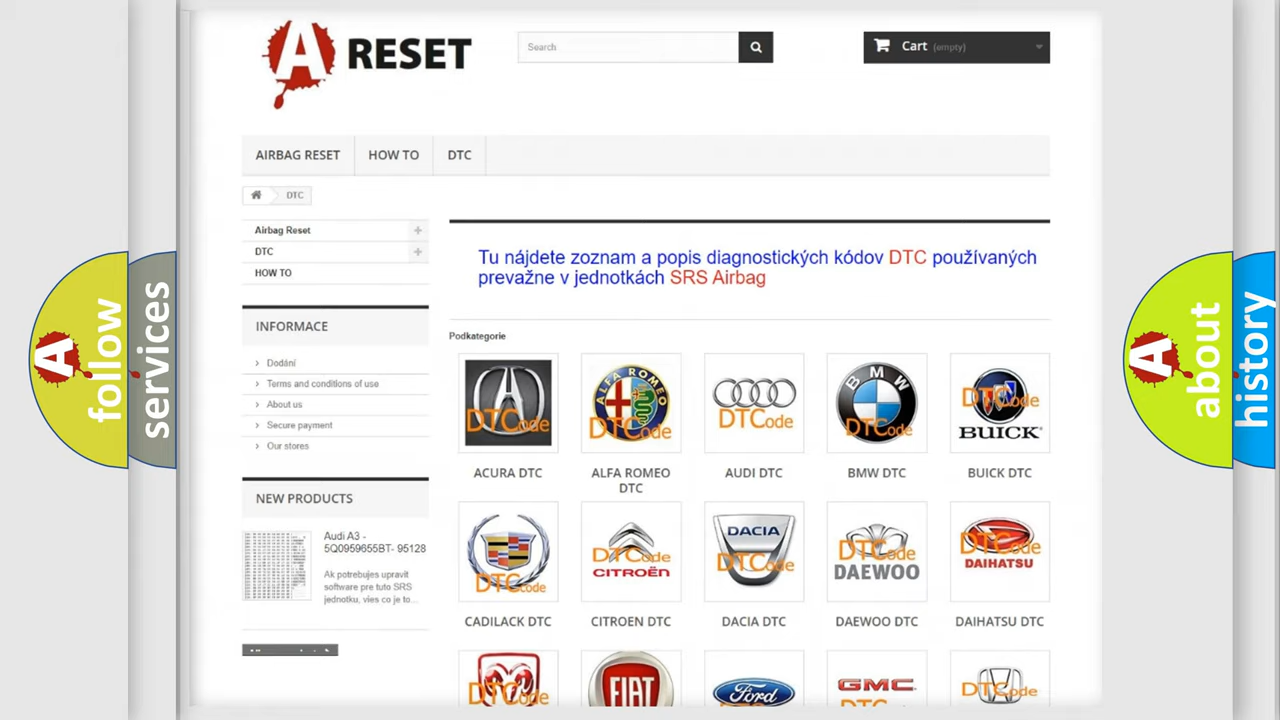 A RESET
Search
Cart (empty)
AIRBAG RESET
HOW TO
DTC
DTC
Airbag Reset
DTC
HOW TO
Tu nájdete zoznam a popis diagnostických kódov DTC používaných
prevažne v jednotkách SRS Airbag
INFORMACE
Dodání
Terms and conditions of use
About us
Secure payment
Our stores
NEW PRODUCTS
Audi A3 -
5Q0959655BT- 95128
Ak potrebujes upravit
software pre tuto SRS
jednotku, vies co je to...
Podkategorie
DTCode
ALFA ROMEO
DTCode
DTCode
BMW
DTCode
DTCode
BUICK
ACURA DTC
ALFA ROMEO
DTC
AUDI DTC
BMW DTC
BUICK DTC
DTCode
DTCode
CITROËN
DACIA
DTCode
DTCode
DAEWOO
DTCode
DAIHATSU
CADILACK DTC
CITROEN DTC
DACIA DTC
DAEWOO DTC
DAIHATSU DTC
DTCode
FIAT
Ford
GMC
DTCode
A follow
services
A about
history